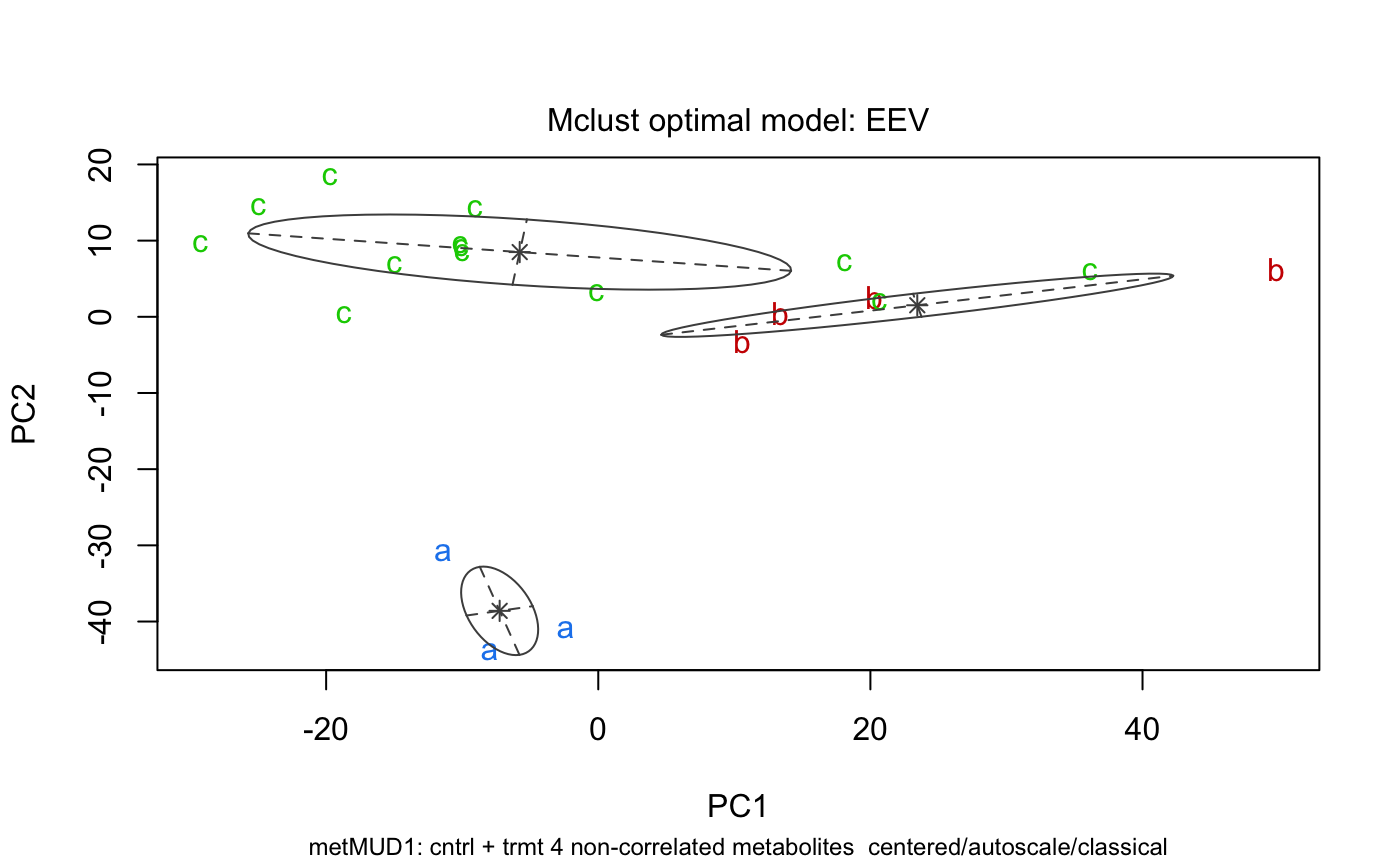 Mclust optimal model: EEV
20
10
0
-10
-20
-30
-40
PC2
c
c
c
c
c
c
c
c
c
c
c
c
c
b
b
b
b
a
a
a
-20
0
20
40
PC1
metMUD1: cntrl + trmt 4 non-correlated metabolites centered/autoscale/classical